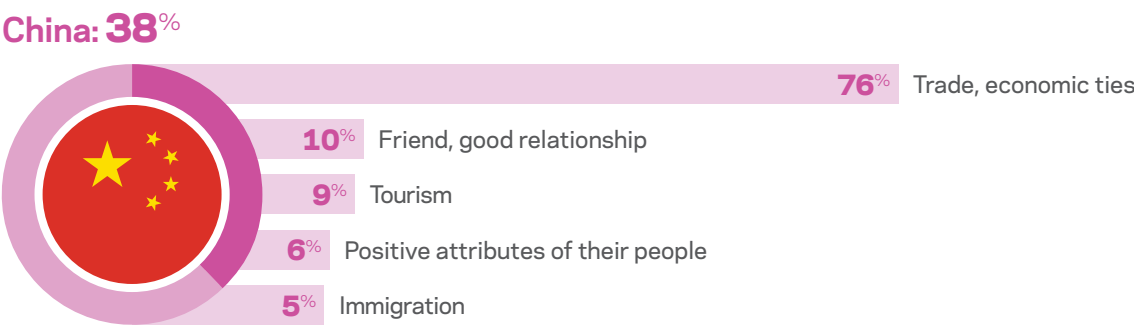 China: 38%
76% Trade, economic ties
10% Friend, good relationship
9% Tourism
6% Positive attributes of their people
5% Immigration